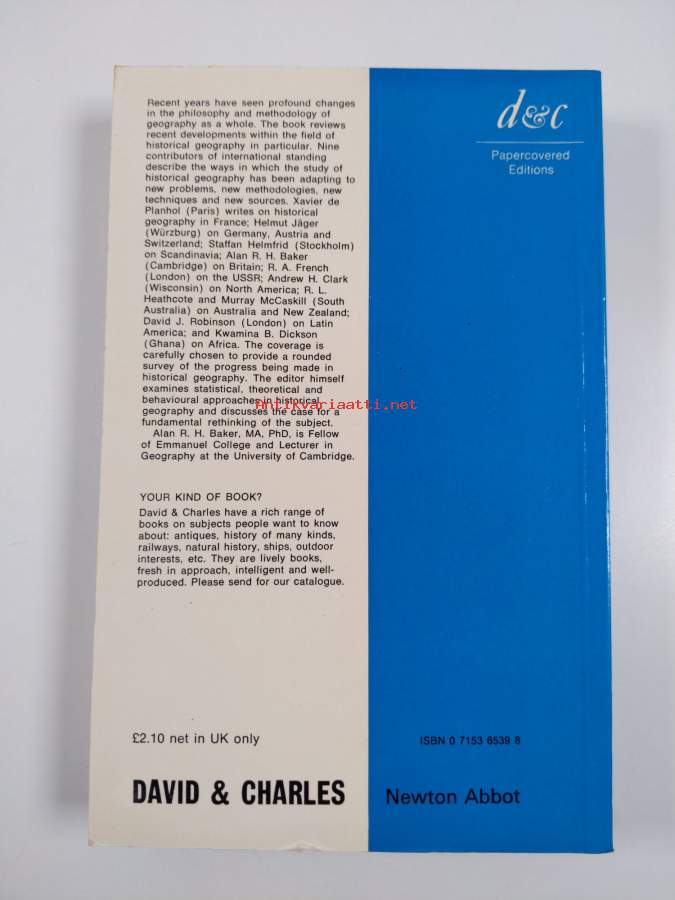 Recent years have seen profound changes
in the philosophy and methodology of
geography as a whole. The book reviews
recent developments within the field of
historical geography in particular. Nine
contributors of international standing
describe the ways in which the study of
historical geography has been adapting to
new problems, new methodologies, new
techniques and new sources. Xavier de
Planhol (Paris) writes on historical
geography in France; Helmut Jäger
(Würzburg) on Germany, Austria and
Switzerland; Staffan Helmfrid (Stockholm)
on Scandinavia; Alan R. H. Baker
(Cambridge) on Britain; R. A. French
(London) on the USSR; Andrew H. Clark
(Wisconsin) on North America; R. L.
Heathcote and Murray McCaskill (South
Australia) on Australia and New Zealand;
David J. Robinson (London) on Latin
America; and Kwamina B. Dickson
(Ghana) on Africa. The coverage is
carefully chosen to provide a rounded
survey of the progress being made in
historical geography. The editor himself
examines statistical, theoretical and
behavioural approaches in historical
Antikvariaatti.net
geography and discusses the case for a
fundamental rethinking of the subject.
Alan R. H. Baker, MA, PhD, is Fellow
of Emmanuel College and Lecturer in
Geography at the University of Cambridge.
YOUR KIND OF BOOK?
David & Charles have a rich range of
books on subjects people want to know
about: antiques, history of many kinds,
railways, natural history, ships, outdoor
interests, etc. They are lively books,
fresh in approach, intelligent and well-
produced. Please send for our catalogue.
£2.10 net in UK only
DAVID & CHARLES
d&c
Papercovered
Editions
ISBN 0 7153 6539 8
Newton Abbot